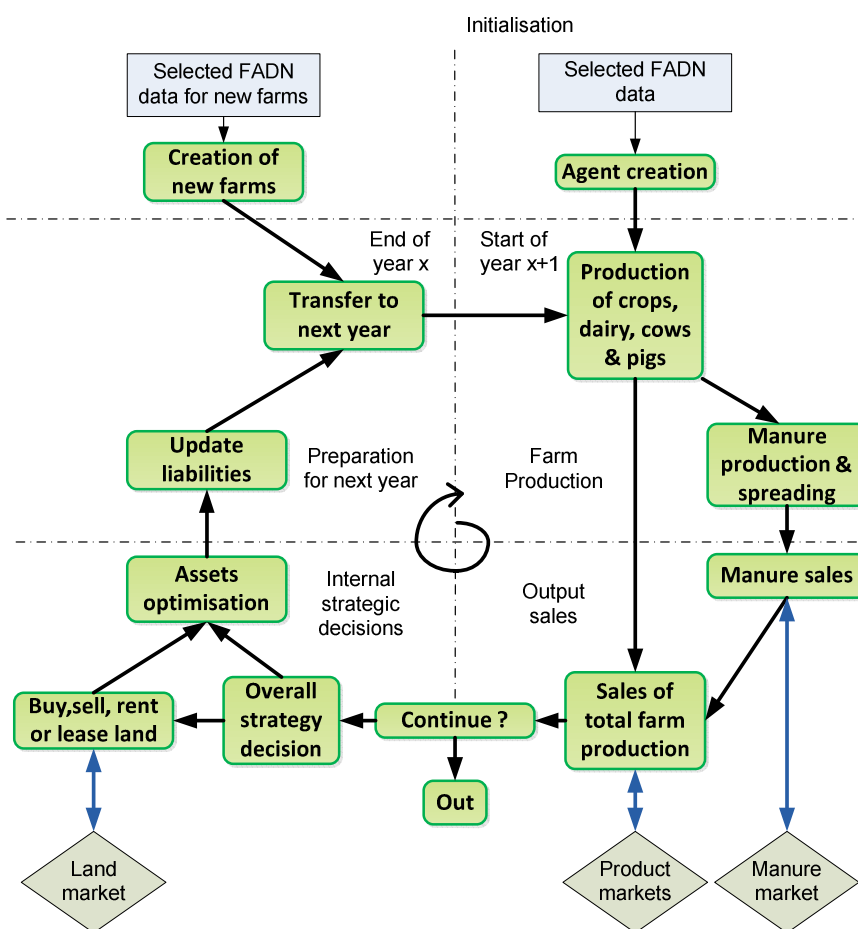 Initialisation
Selected FADN
data for new farms
Selected FADN
data
Creation of
new farms
Agent creation
End of
year x
Start of
year x+1
Transfer to
next year
Production
of crops,
dairy, cows
& pigs
Update
liabilities
Preparation
for next year
Farm
Production
Manure
production &
spreading
Assets
optimisation
Internal
strategic
decisions
Output
sales
Manure sales
Buy,sell, rent
or lease land
Overall
strategy
decision
Continue ?
Sales of
total farm
production
Out
Land
market
Product
markets
Manure
market